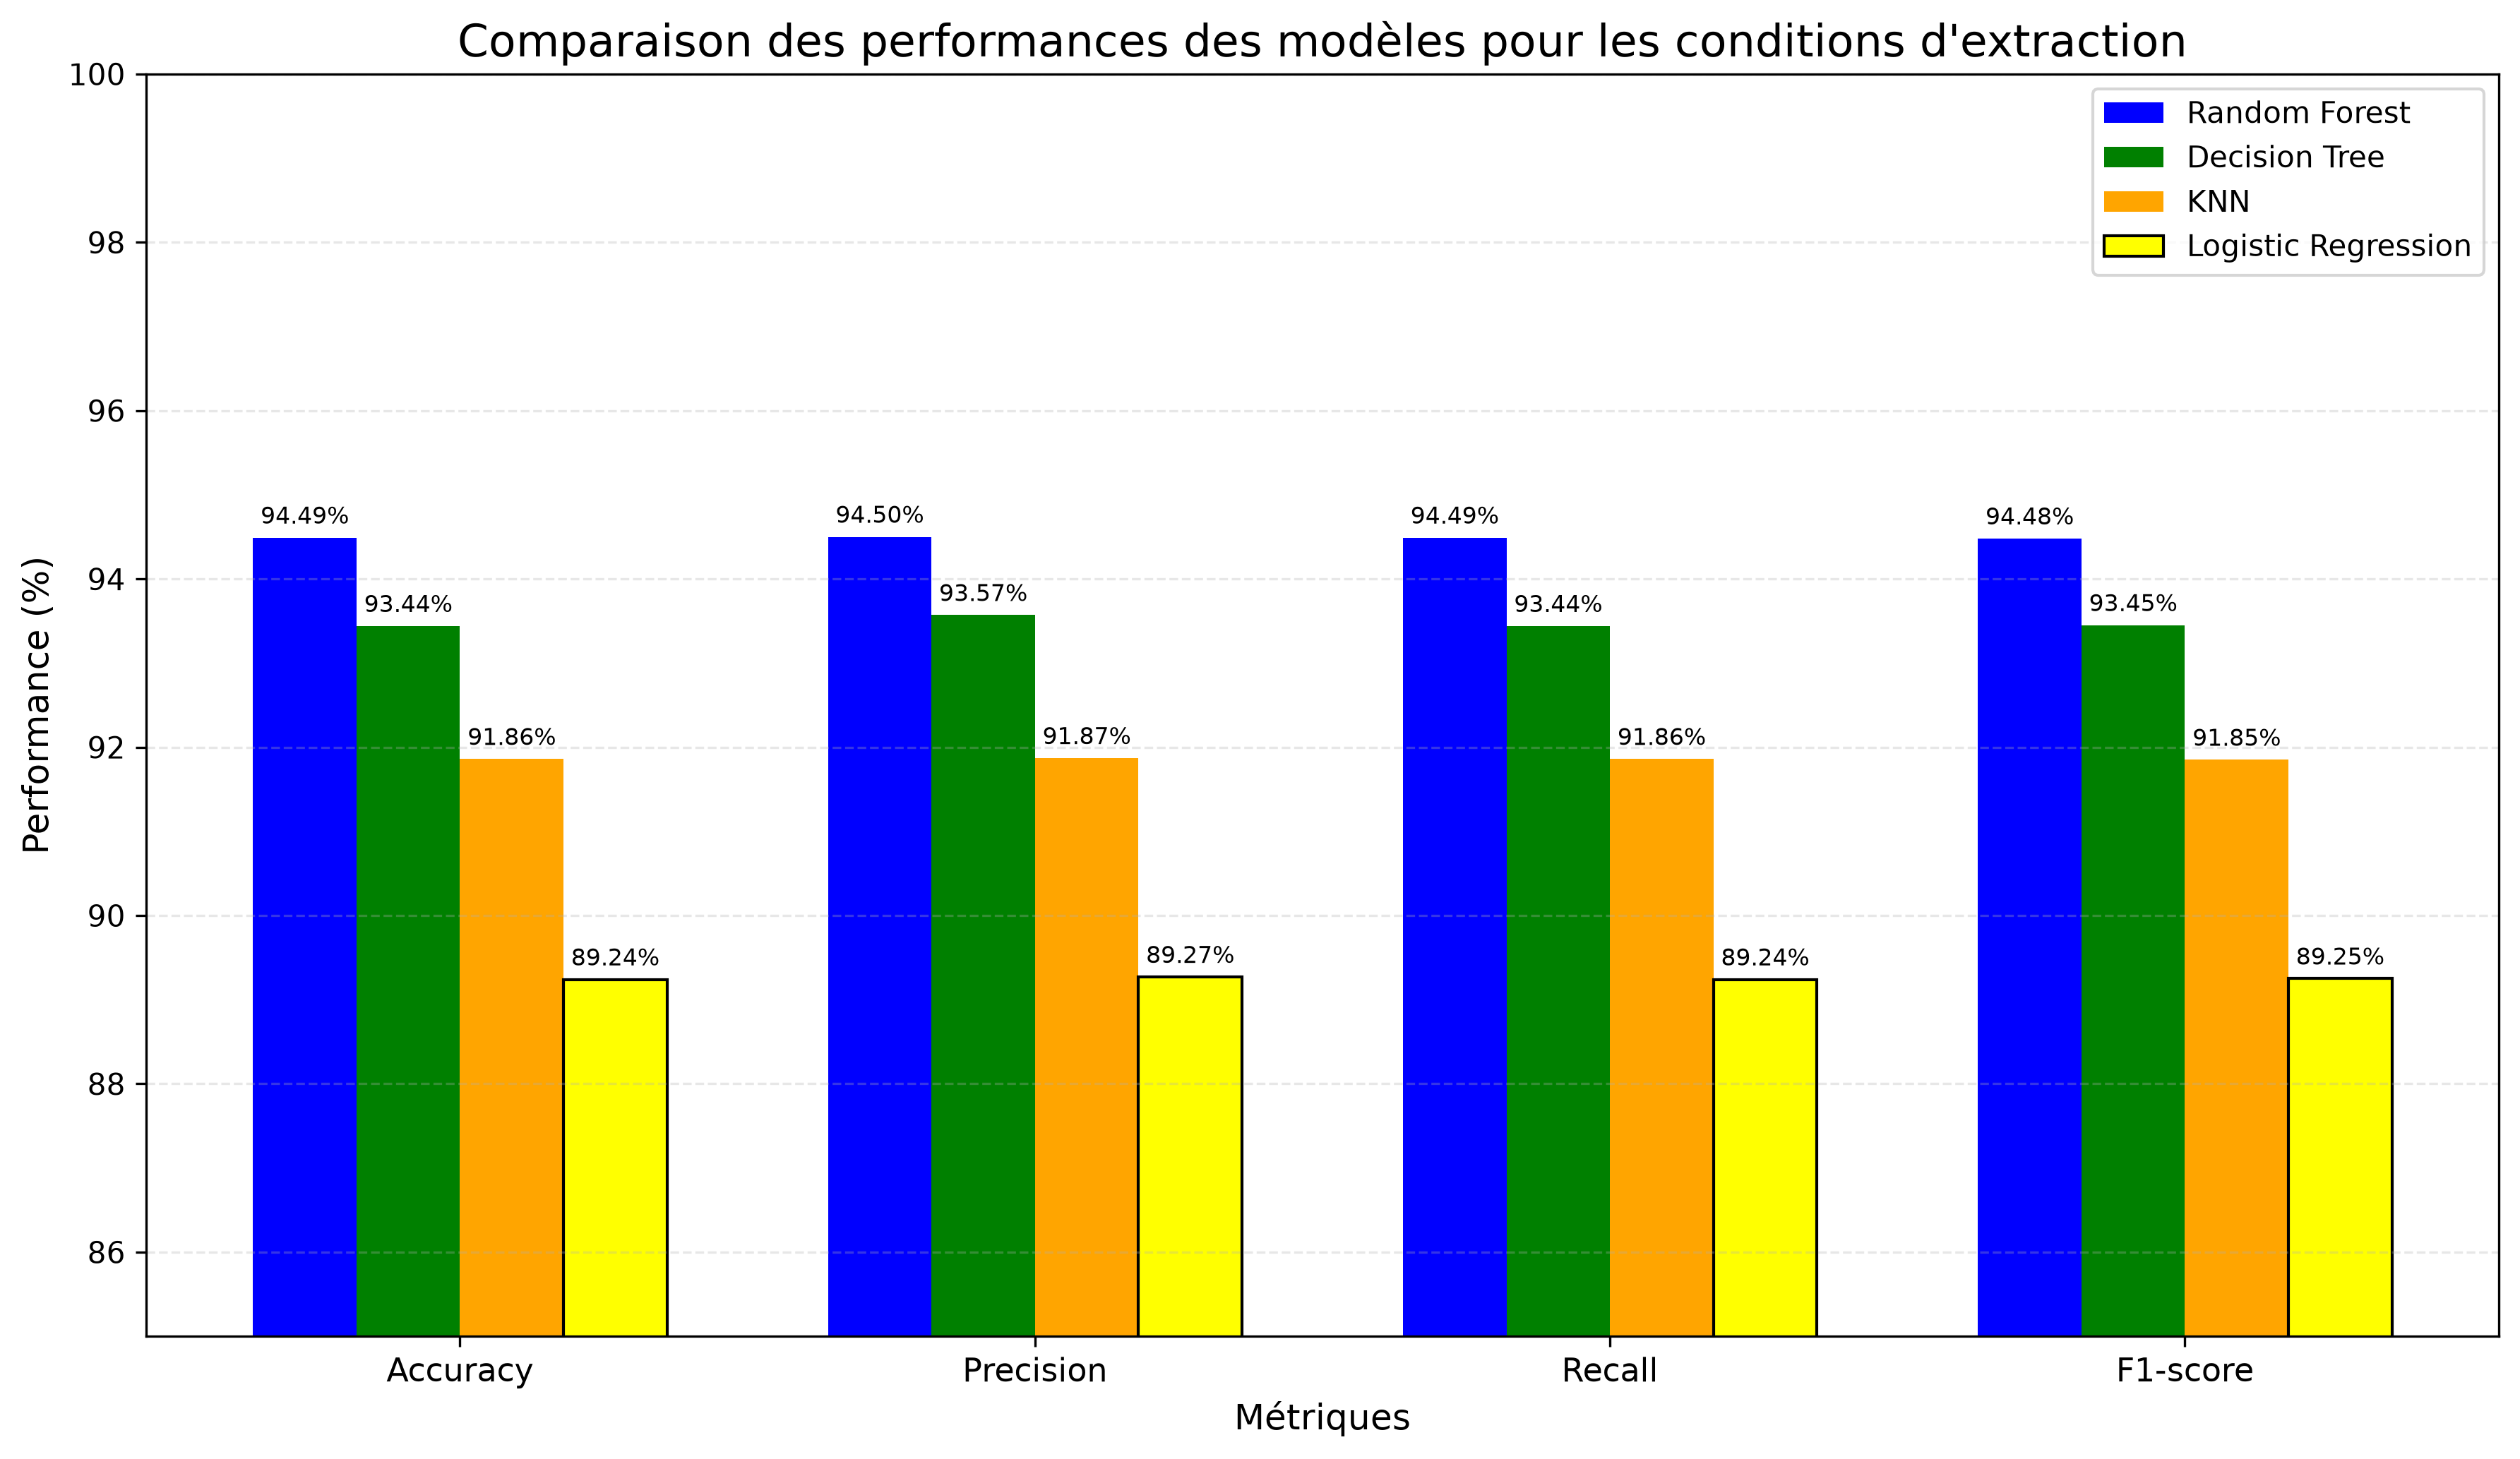 Comparaison des performances des modèles pour les conditions d'extraction
100
98
96
94
92
90
88
86
Performance (%)
Random Forest
Decision Tree
KNN
Logistic Regression
94.49%
93.44%
91.86%
89.24%
94.50%
93.57%
91.87%
89.27%
94.49%
93.44%
91.86%
89.24%
94.48%
93.45%
91.85%
89.25%
Accuracy
Precision
Recall
F1-score
Métriques